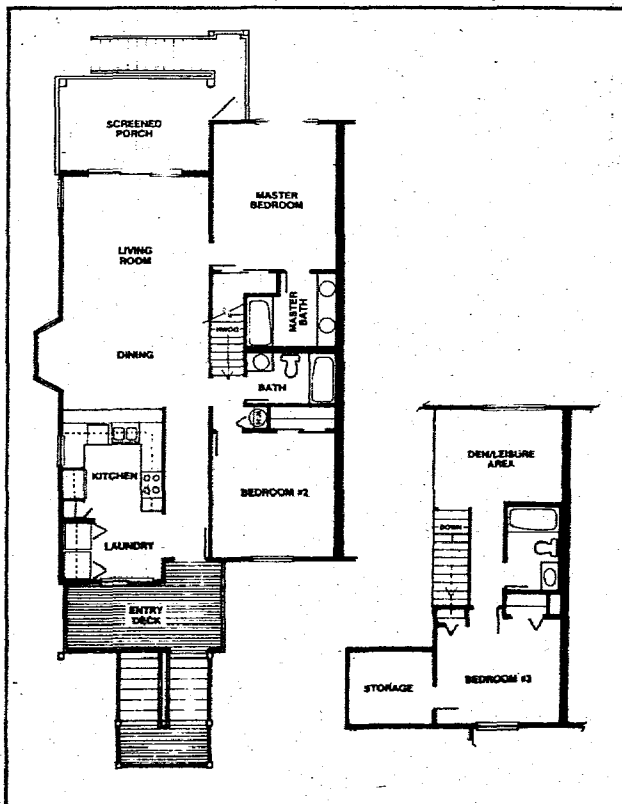 SCREENED
PORCH
MASTER
BEDROOM
LIVING
ROOM
MASTER
BATH
DOWN
DINING
BATH
KITCHEN
BEDROOM #2
LAUNDRY
ENTRY
DECK
DEN/LEISURE
AREA
DOWN
BEDROOM #3
STORAGE